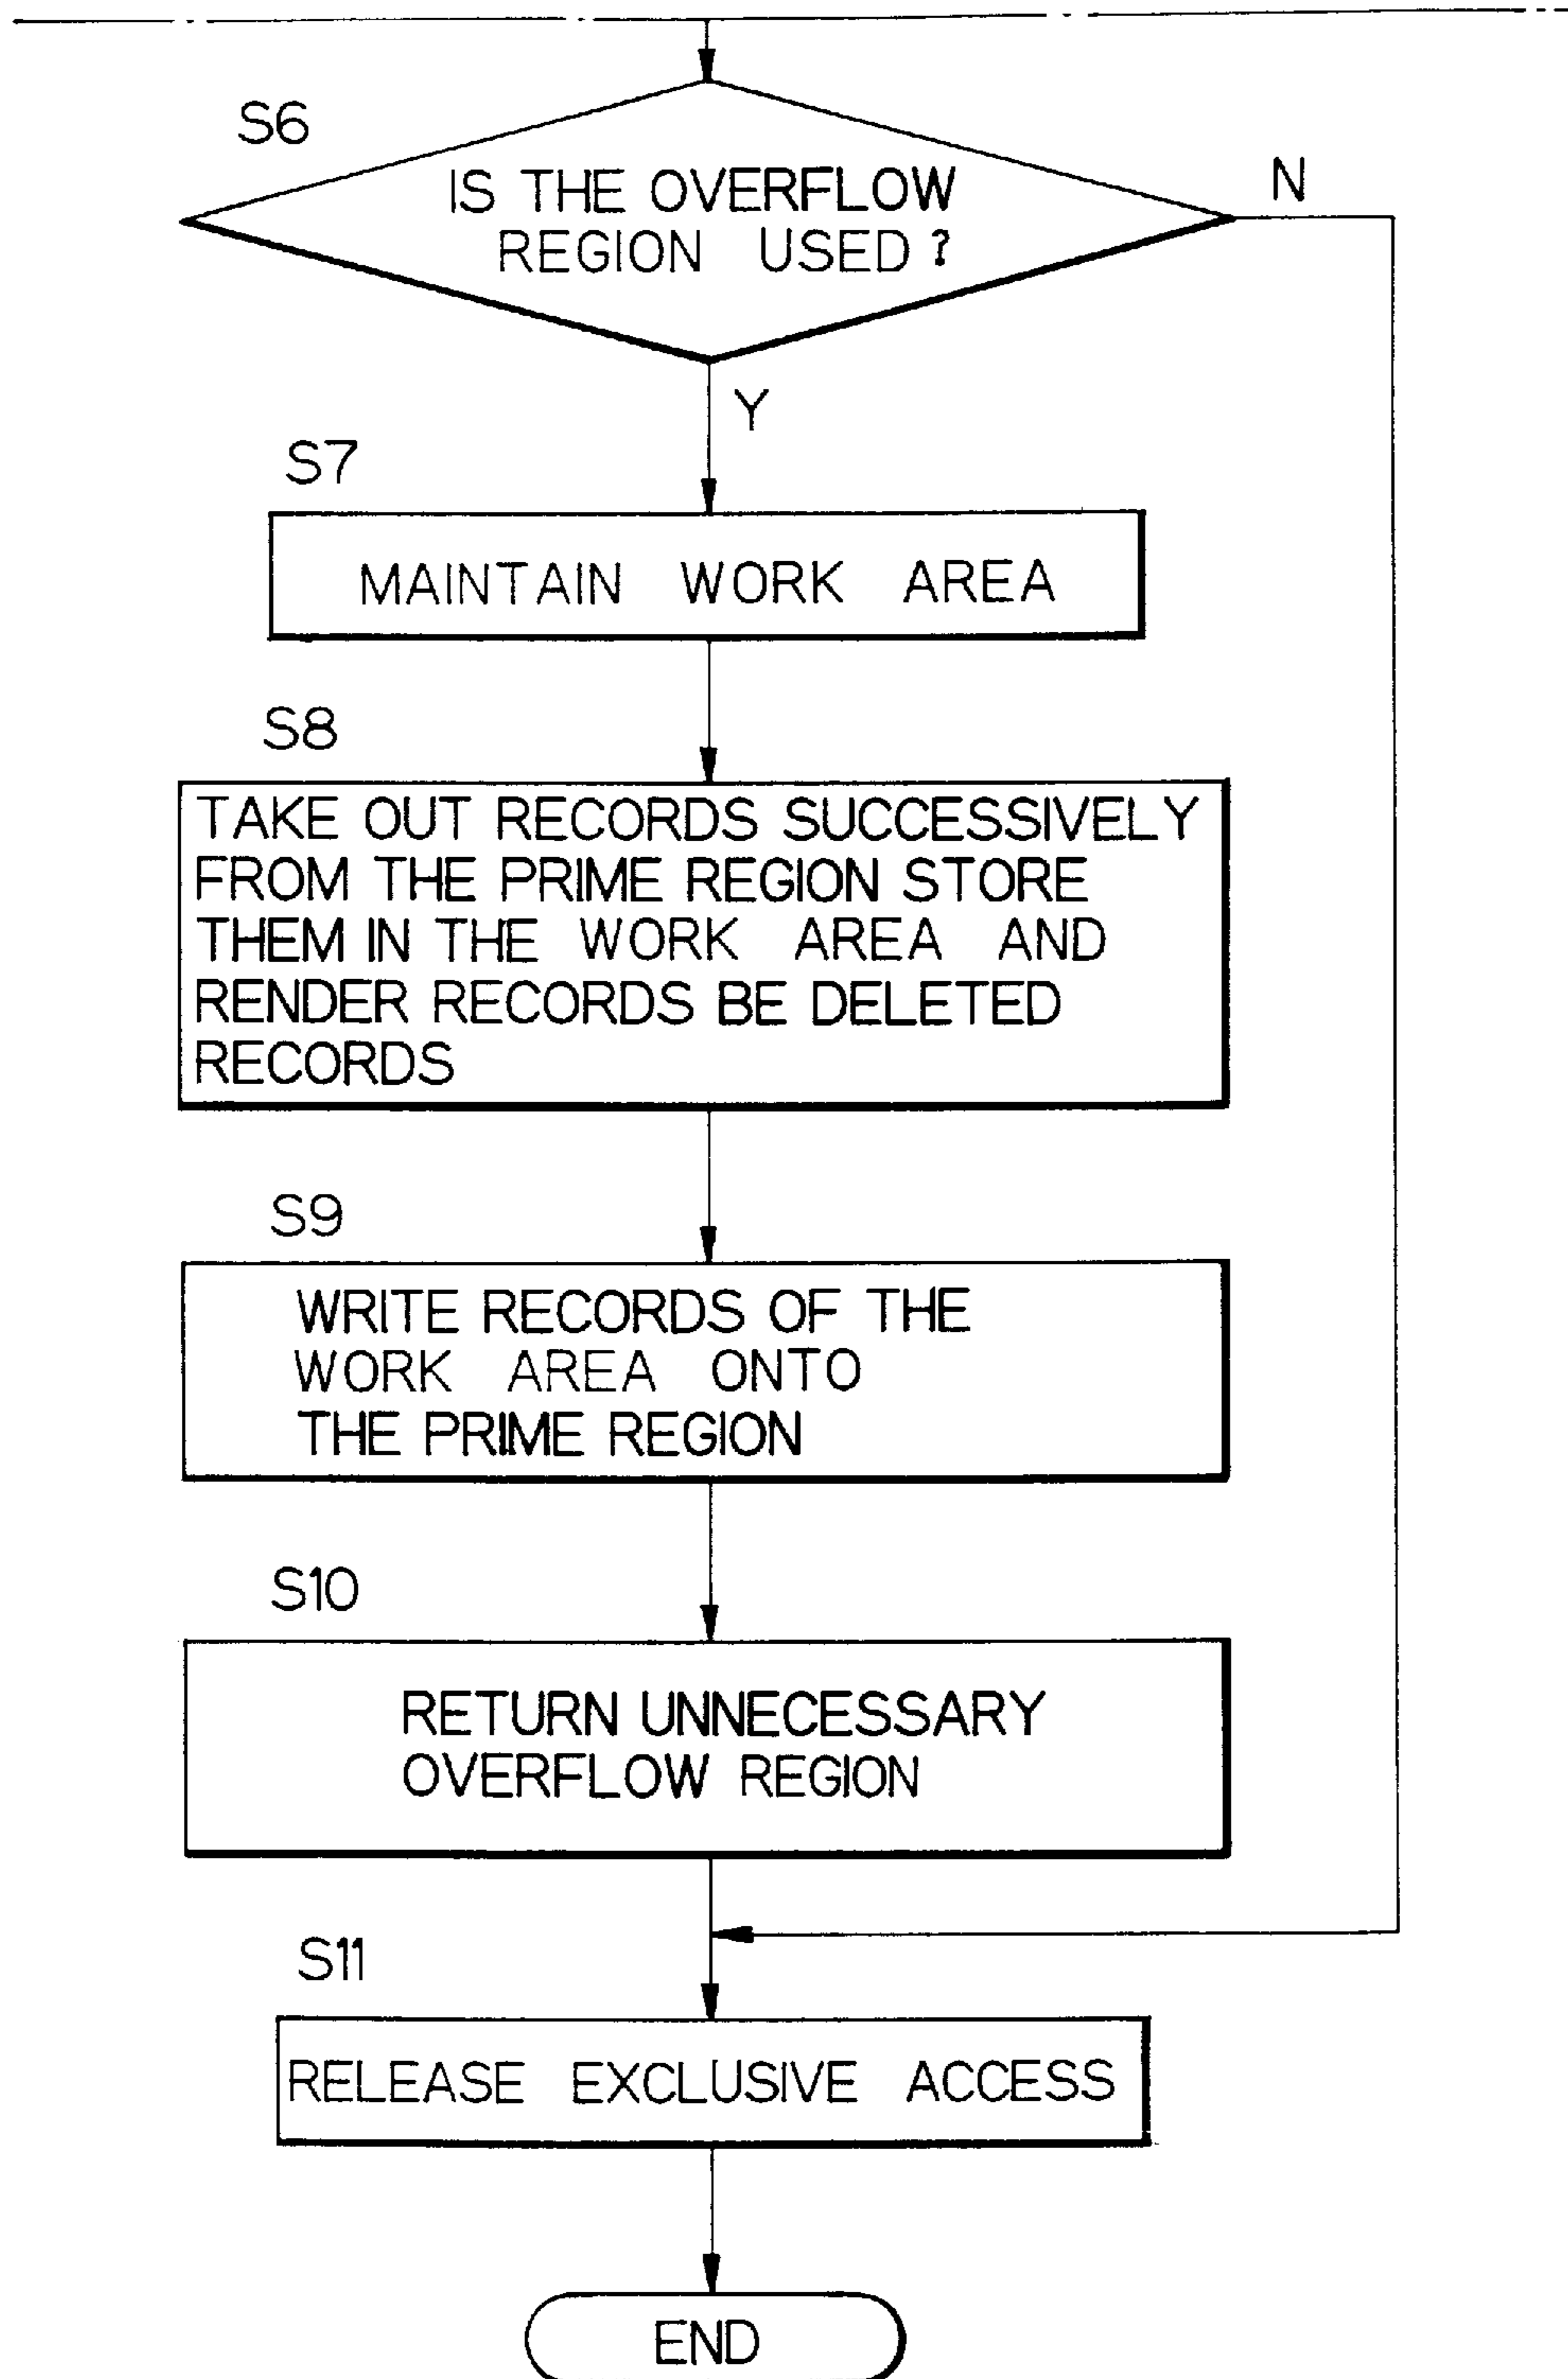 S6
IS THE OVERFLOW
REGION USED?
N
Y
S7
MAINTAIN WORK AREA
S8
TAKE OUT RECORDS SUCCESSIVELY
FROM THE PRIME REGION STORE
THEM IN THE WORK AREA AND
RENDER RECORDS BE DELETED
RECORDS
S9
WRITE RECORDS OF THE
WORK AREA ONTO
THE PRIME REGION
S10
RETURN UNNECESSARY
OVERFLOW REGION
S11
RELEASE EXCLUSIVE ACCESS
END